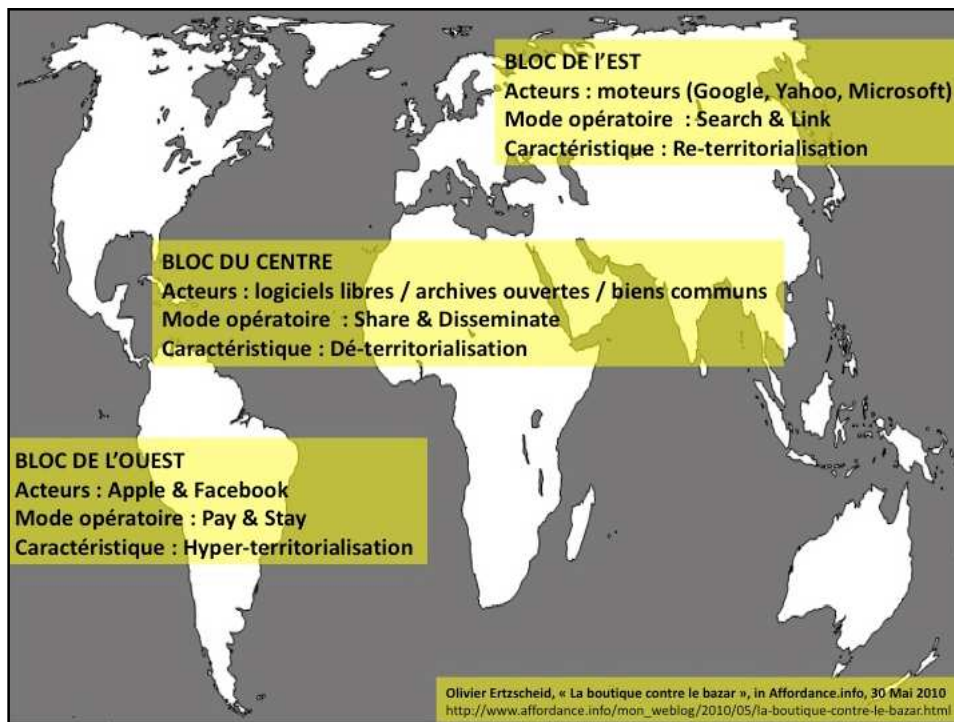 BLOC DE l'EST
Acteurs : moteurs (Google, Yahoo, Microsoft)
Mode opératoire  : Search & Link
Caractéristique : Re-territorialisation
BLOC DU CENTRE
Acteurs : logiciels libres / archives ouvertes / biens communs
Mode opératoire  : Share & Disseminate
Caractéristique : Dé-territorialisation
BLOC DE L'OUEST
Acteurs : Apple & Facebook
Mode opératoire : Pay & Stay
Caractéristique : Hyper-territorialisation
Olivier Ertzscheid, « La boutique contre le bazar », in Affordance.info, 30 Mai 2010
http://www.affordance.info/mon_weblog/2010/05/la-boutique-contre-le-bazar.html